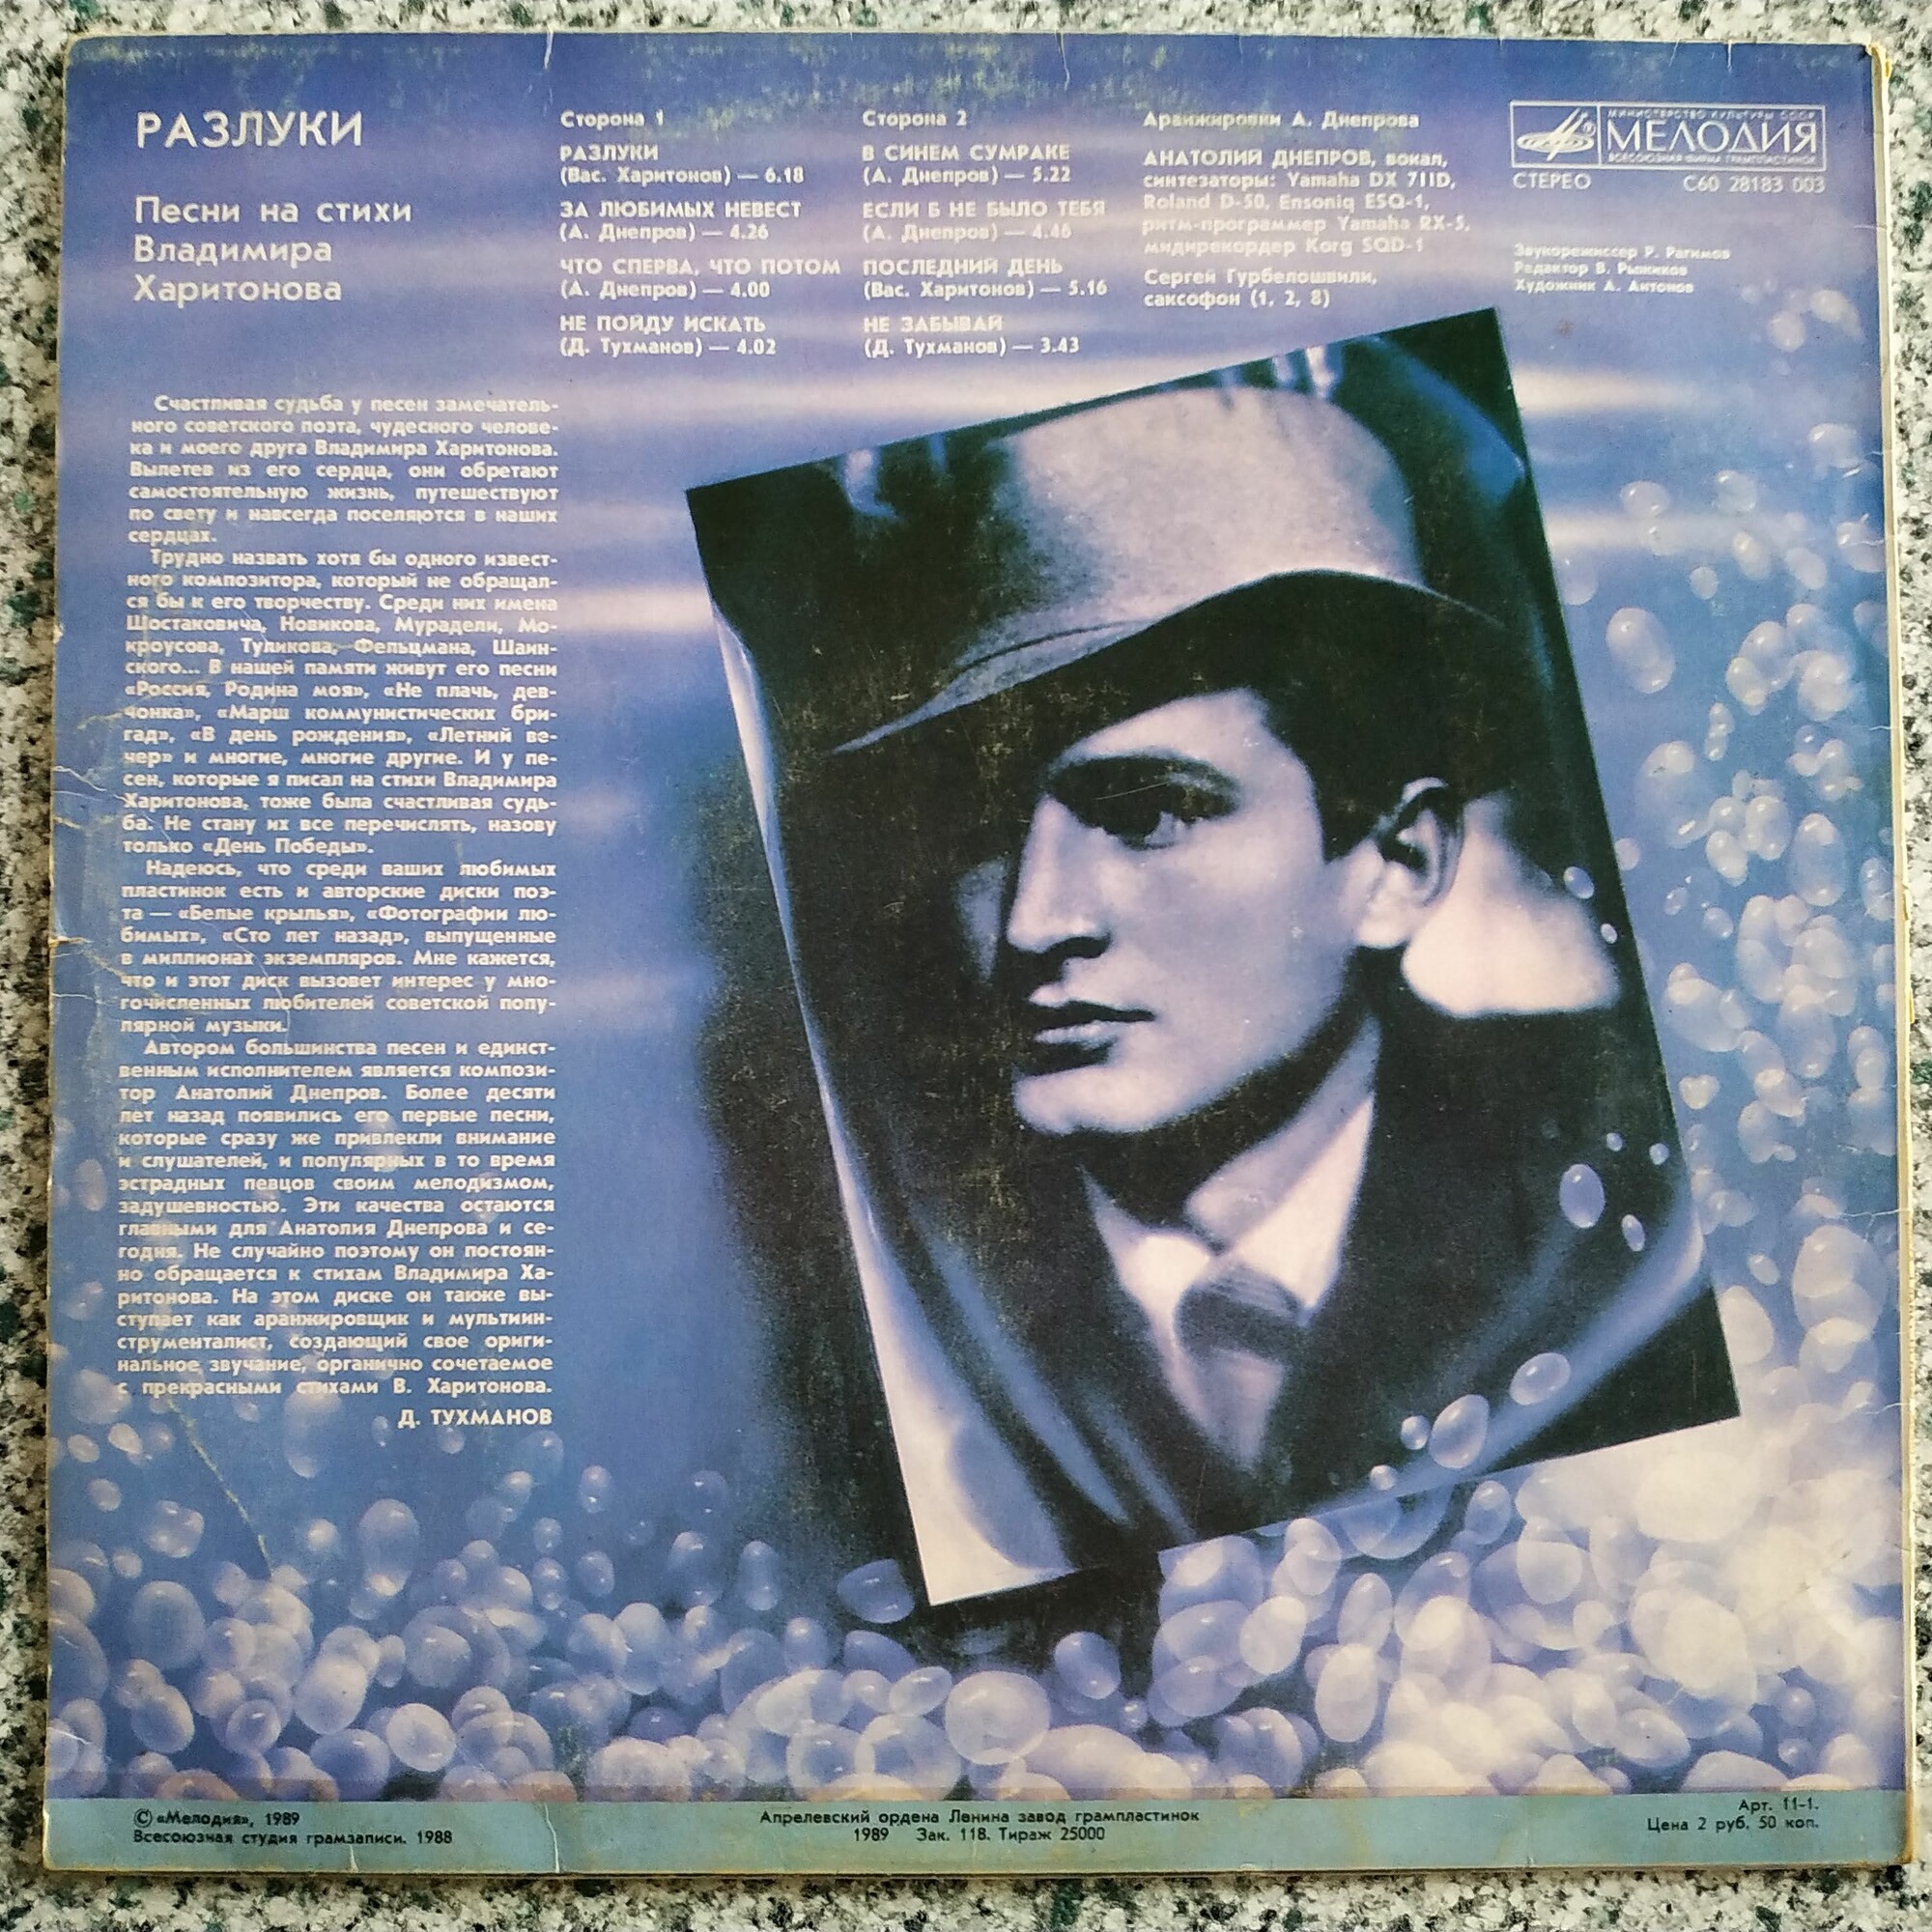 РАЗЛУКИ
Песни на стихи
Владимира
Харитонова
Сторона 1
РАЗЛУКИ
(Вас. Харитонов) — 6.18
ЗА ЛЮБИМЫХ НЕВЕСТ
(А. Днепров) — 4.26
ЧТО СПЕРВА, ЧТО ПОТОМ
(А. Днепров) — 4.00
НЕ ПОЙДУ ИСКАТЬ
(Д. Тухманов) — 4.02
Сторона 2
В СИНЕМ СУМРАКЕ
(А. Днепров) — 5.22
ЕСЛИ Б НЕ БЫЛО ТЕБЯ
(А. Днепров) — 4.46
ПОСЛЕДНИЙ ДЕНЬ
(Вас. Харитонов) — 5.16
НЕ ЗАБЫВАЙ
(Д. Тухманов) — 3.43
Аранжировки А. Днепрова
АНАТОЛИЙ ДНЕПРОВ, вокал,
синтезаторы: Yamaha DX 7IID,
Roland D-50, Ensoniq ESQ-1,
ритм-программер Yamaha RX-5,
мидирекордер Korg SQD-1
Сергей Гурбелошвили,
саксофон (1, 2, 8)
МИНИСТЕРСТВО КУЛЬТУРЫ СССР
® МЕЛОДИЯ
ВСЕСОЮЗНАЯ ФИРМА ГРАМПЛАСТИНОК
СТЕРЕО С60 28183 003
Звукорежиссер Р. Рагимов
Редактор В. Рыжиков
Художник А. Антонов
Счастливая судьба у песен замечатель-
ного советского поэта, чудесного челове-
ка и моего друга Владимира Харитонова.
Вылетев из его сердца, они обретают
самостоятельную жизнь, путешествуют
по свету и навсегда поселяются в наших
сердцах.
Трудно назвать хотя бы одного извест-
ного композитора, который не обращал-
ся бы к его творчеству. Среди них имена
Шостаковича, Новикова, Мурадели, Мо-
кроусова, Туликова, Фельцмана, Шаин-
ского... В нашей памяти живут его песни
«Россия, Родина моя», «Не плачь, дев-
чонка», «Марш коммунистических бри-
гад», «В день рождения», «Летний ве-
чер» и многие, многие другие. И у пе-
сен, которые я писал на стихи Владимира
Харитонова, тоже была счастливая судь-
ба. Не стану их все перечислять, назову
только «День Победы».
Надеюсь, что среди ваших любимых
пластинок есть и авторские диски поэ-
та — «Белые крылья», «Фотографии лю-
бимых», «Сто лет назад», выпущенные
в миллионах экземпляров. Мне кажется,
что и этот диск вызовет интерес у мно-
гочисленных любителей советской попу-
лярной музыки.
Автором большинства песен и единст-
венным исполнителем является компози-
тор Анатолий Днепров. Более десяти
лет назад появились его первые песни,
которые сразу же привлекли внимание
и слушателей, и популярных в то время
эстрадных певцов своим мелодизмом,
задушевностью. Эти качества остаются
главными для Анатолия Днепрова и се-
годня. Не случайно поэтому он постоян-
но обращается к стихам Владимира Ха-
ритонова. На этом диске он также вы-
ступает как аранжировщик и мультиин-
струменталист, создающий свое ориги-
нальное звучание, органично сочетаемое
с прекрасными стихами В. Харитонова.
Д. ТУХМАНОВ
© «Мелодия», 1989
Всесоюзная студия грамзаписи. 1988
Апрелевский ордена Ленина завод грампластинок
1989 Зак. 118. Тираж 25000
Арт. 11-1.
Цена 2 руб. 50 коп.